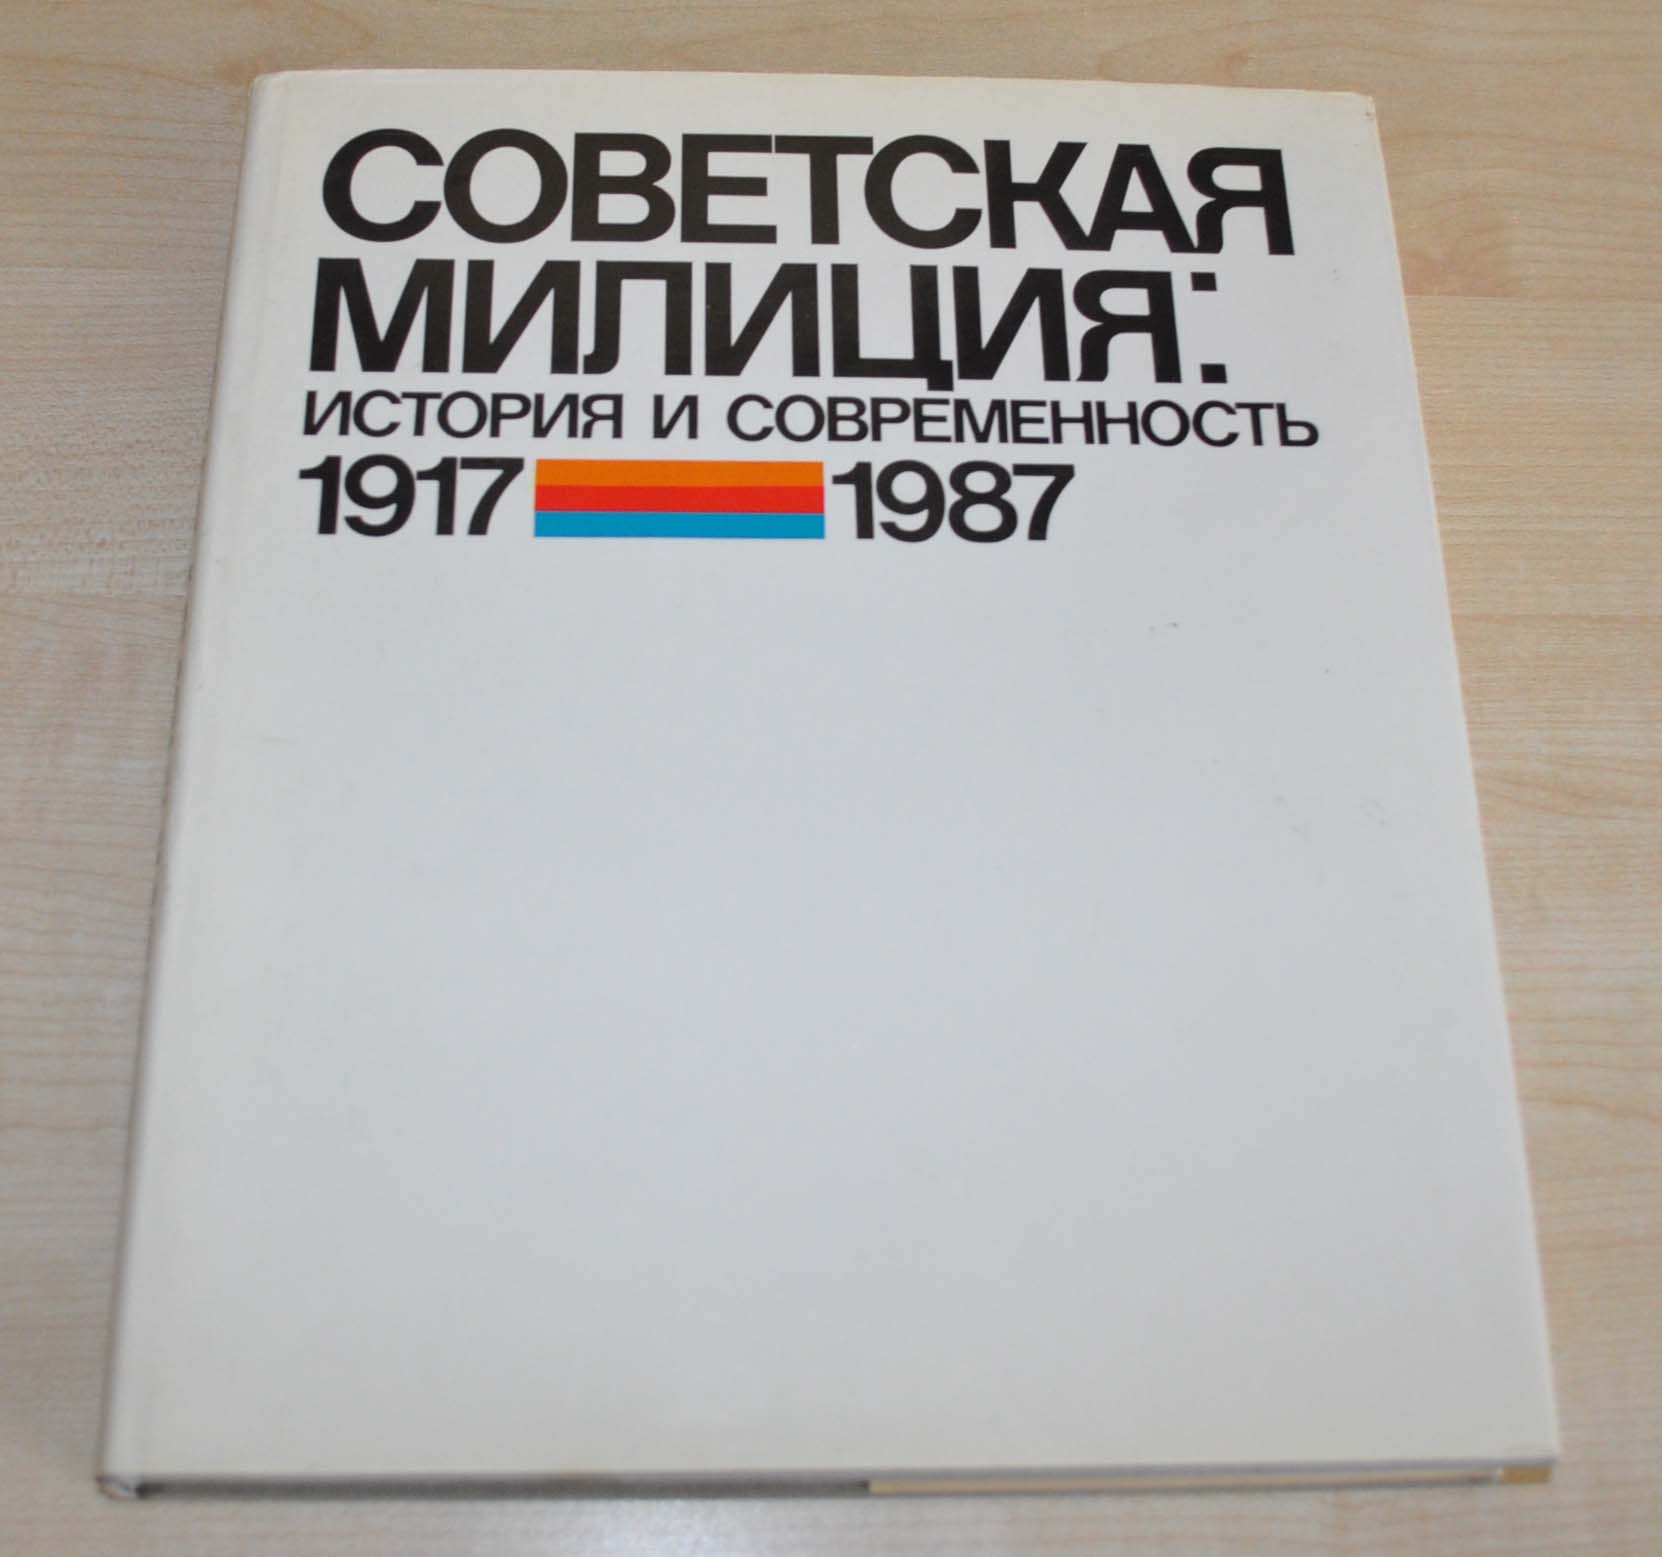 СОВЕТСКАЯ
МИЛИЦИЯ:
ИСТОРИЯ И СОВРЕМЕННОСТЬ
1917 1987